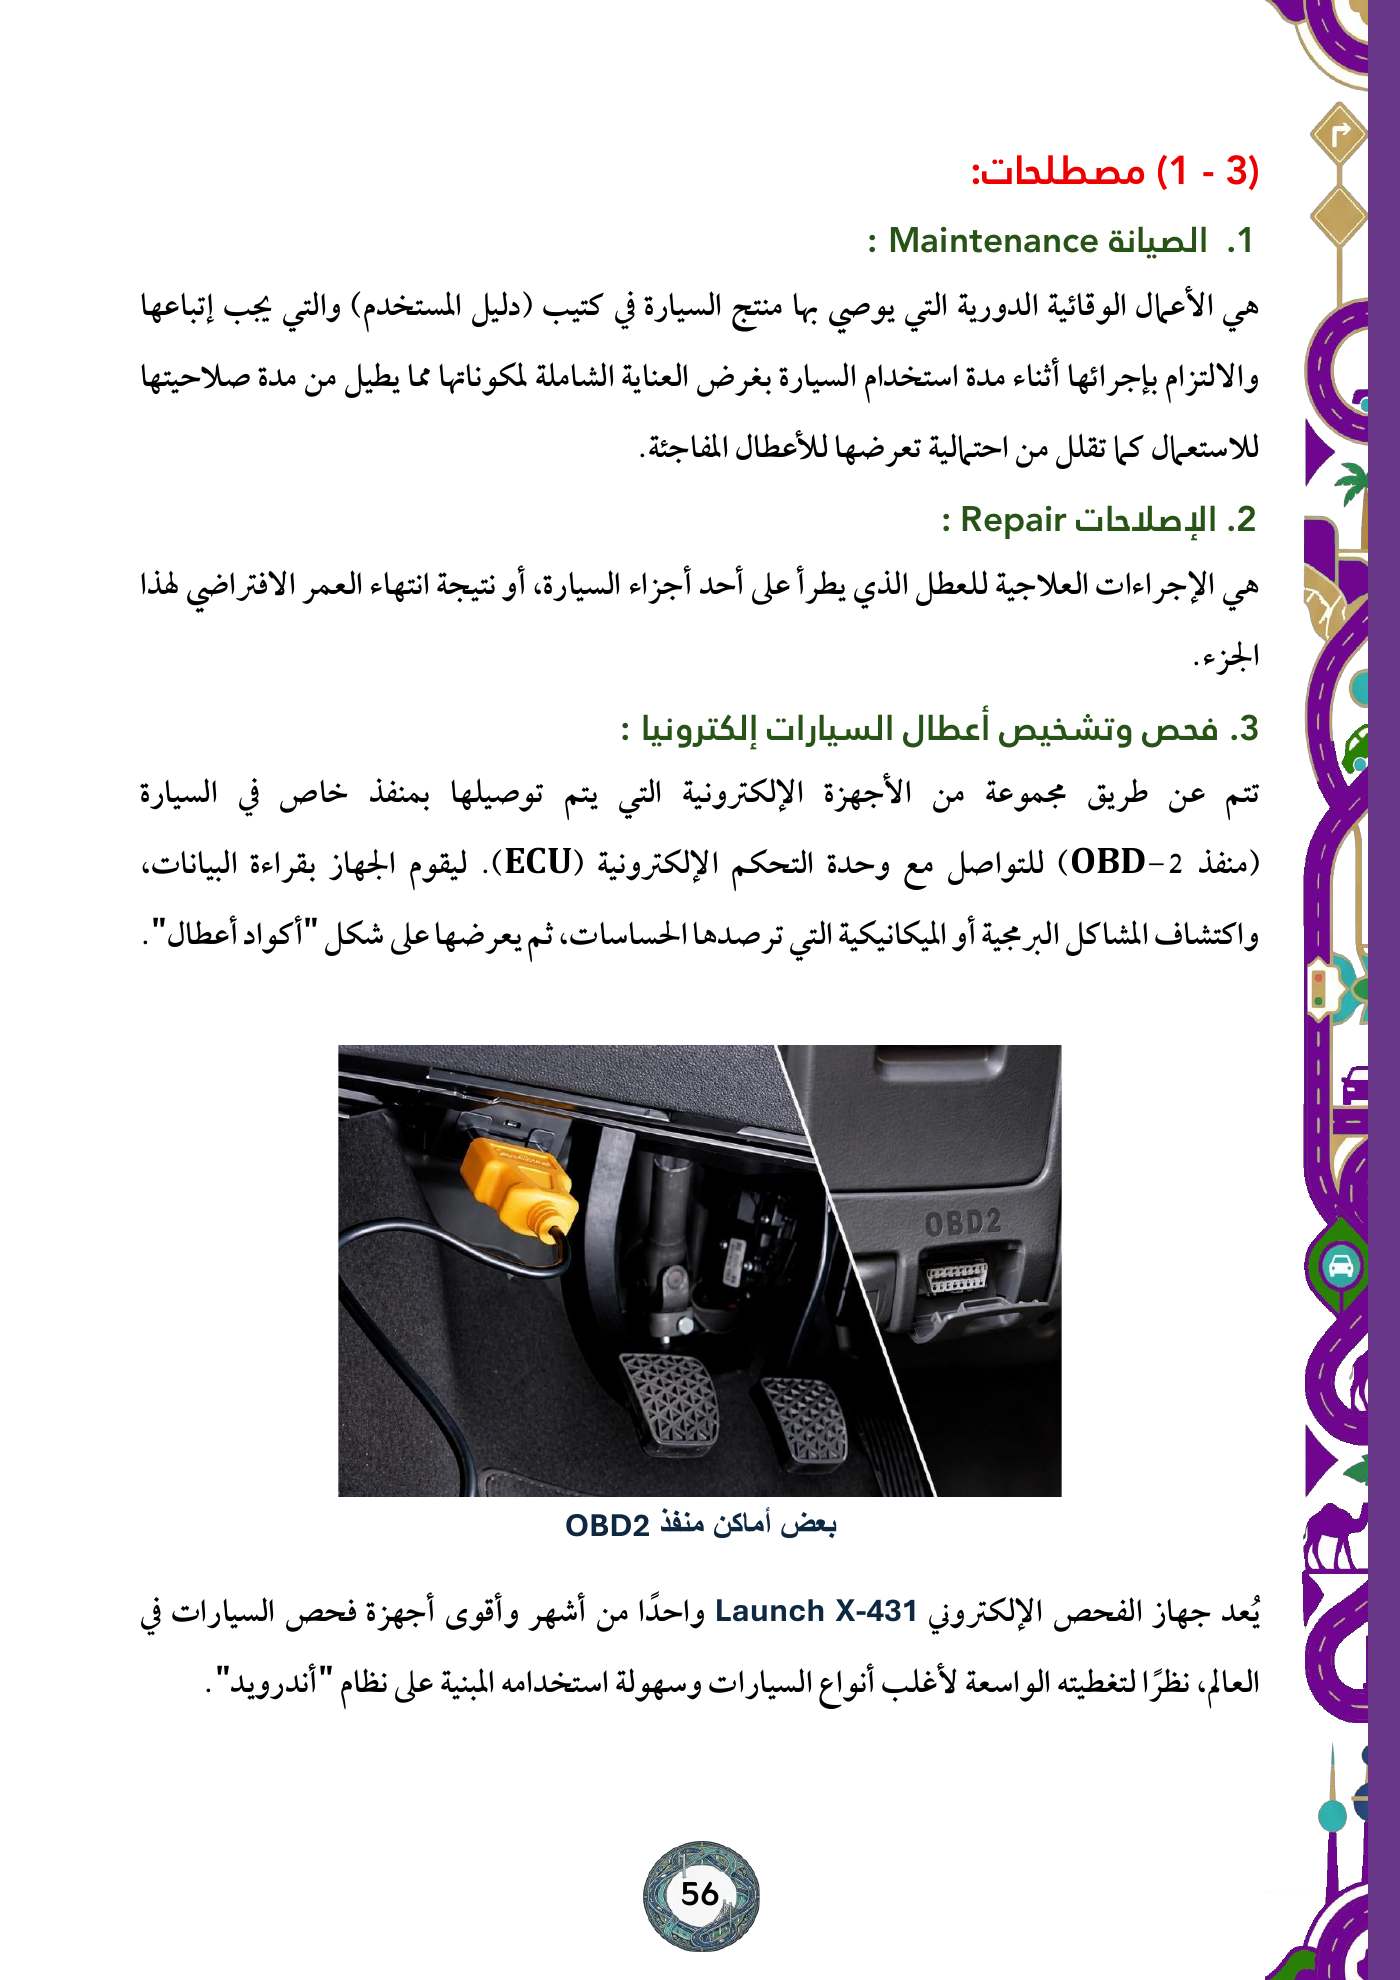 (3 - 1) مصطلحات:
1. الصيانة Maintenance :
هي الأعمال الوقائية الدورية التي يوصي بها منتج السيارة في كتيب (دليل المستخدم) والتي يجب إتباعها
والالتزام بإجرائها أثناء مدة استخدام السيارة بغرض العناية الشاملة لمكوناتها مما يطيل من مدة صلاحيتها
للاستعمال كما تقلل من احتمالية تعرضها للأعطال المفاجئة.
2. الإصلاحات Repair :
هي الإجراءات العلاجية للعطل الذي يطرأ على أحد أجزاء السيارة، أو نتيجة انتهاء العمر الافتراضي لهذا
الجزء.
3. فحص وتشخيص أعطال السيارات إلكترونيا :
تتم عن طريق مجموعة من الأجهزة الإلكترونية التي يتم توصيلها بمنفذ خاص في السيارة
(منفذ OBD-2) للتواصل مع وحدة التحكم الإلكترونية (ECU). ليقوم الجهاز بقراءة البيانات،
واكتشاف المشاكل البرمجية أو الميكانيكية التي ترصدها الحساسات، ثم يعرضها على شكل "أكواد أعطال".
OBD2
بعض أماكن منفذ OBD2
يُعد جهاز الفحص الإلكتروني Launch X-431 واحدًا من أشهر وأقوى أجهزة فحص السيارات في
العالم، نظرًا لتغطيته الواسعة لأغلب أنواع السيارات وسهولة استخدامه المبنية على نظام "أندرويد".
56